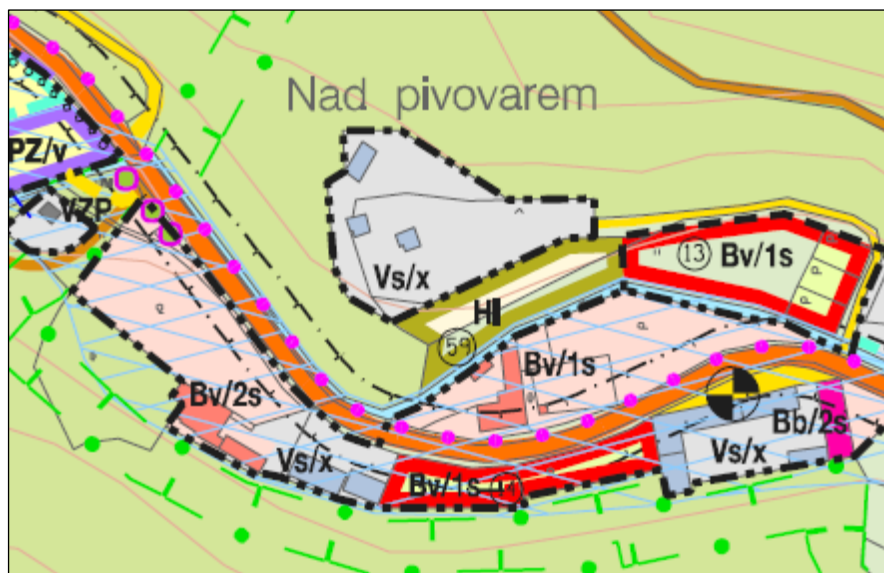 Nad pivovarem
PZ/v
VZP
13
Bv/1s
Vs/x
Hl
59
Bv/1s
Bv/2s
Bb/2s
Vs/x
Vs/x
Bv/1s